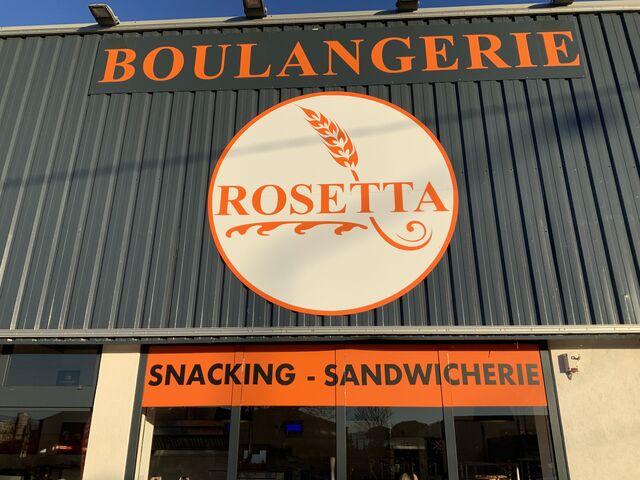 BOULANGERIE
ROSETTA
SNACKING - SANDWICHERIE